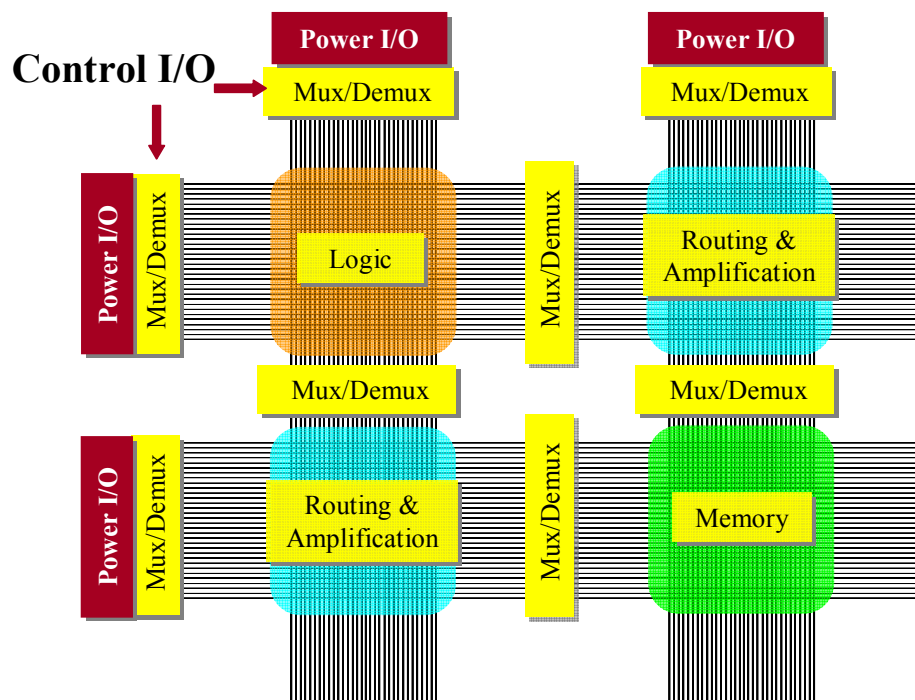 Power I/O
Power I/O
Control I/O
Mux/Demux
Mux/Demux
Power I/O
Mux/Demux
Logic
Mux/Demux
Routing &
Amplification
Mux/Demux
Mux/Demux
Power I/O
Mux/Demux
Routing &
Amplification
Mux/Demux
Memory